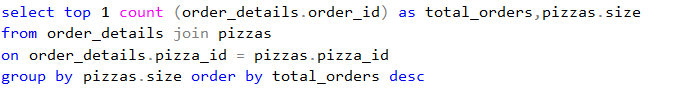 select top 1 count (order_details.order_id) as total_orders,pizzas.size
from order_details join pizzas
on order_details.pizza_id = pizzas.pizza_id
group by pizzas.size order by total_orders desc